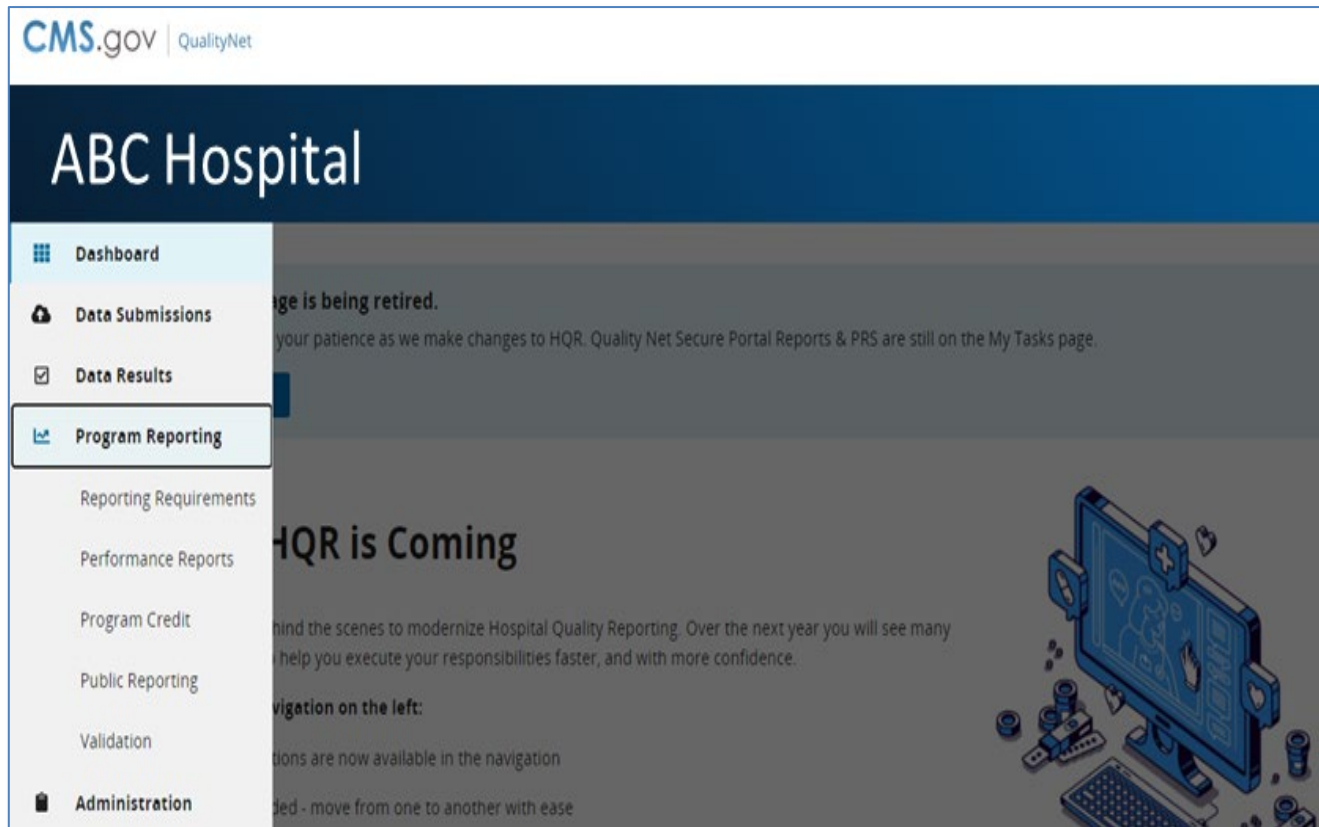 CMS.gov QualityNet
ABC Hospital
Dashboard
Data Submissions
Data Results
Program Reporting
Reporting Requirements
Performance Reports
Program Credit
Public Reporting
Validation
Administration
age is being retired.
your patience as we make changes to HQR. Quality Net Secure Portal Reports & PRS are still on the My Tasks page.
HQR is Coming
hind the scenes to modernize Hospital Quality Reporting. Over the next year you will see many
help you execute your responsibilities faster, and with more confidence.
vigation on the left:
tions are now available in the navigation
ded - move from one to another with ease